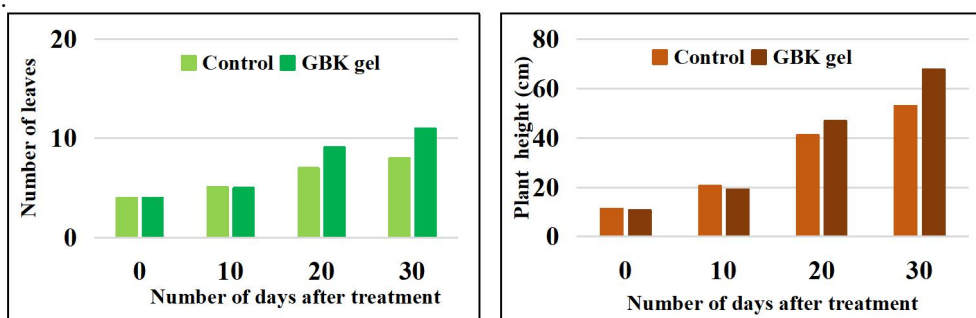 .
20
Control GBK gel
10
0
Number of leaves
0 10 20 30
Number of days after treatment
80
Control GBK gel
60
40
20
0
Plant height (cm)
0 10 20 30
Number of days after treatment